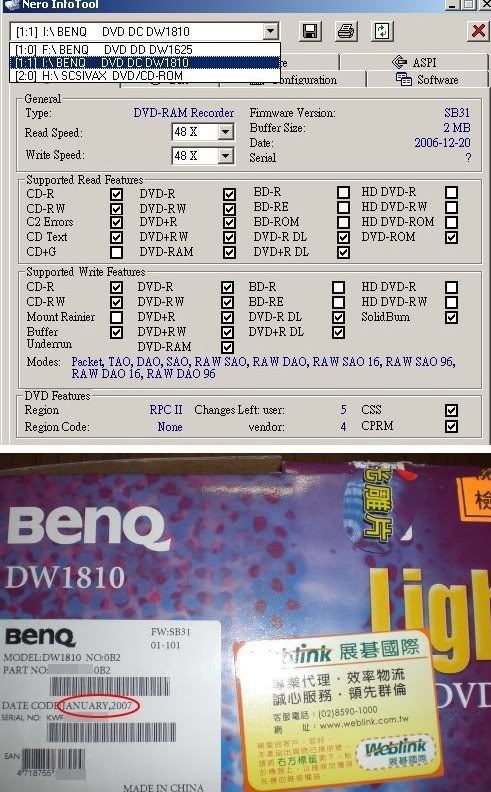 Nero InfoTool
[1:1] I:\ BENQ DVD DC DW1810
[1:0] F:\ BENQ DVD DD DW1625
[1:1] I:\ BENQ DVD DC DW1810
[2:0] H:\ SCSIVAX DVD/CD-ROM
ASPI
Configuration
Software
General
Type: DVD-RAM Recorder
Firmware Version: SB31
Read Speed: 48 X
Buffer Size: 2 MB
Date: 2006-12-20
Write Speed: 48 X
Serial ?
Supported Read Features
CD-R DVD-R BD-R HD DVD-R
CD-RW DVD-RW BD-RE HD DVD-RW
C2 Errors DVD+R BD-ROM HD DVD-ROM
CD Text DVD+RW DVD-R DL DVD-ROM
CD+G DVD-RAM DVD+R DL
Supported Write Features
CD-R DVD-R BD-R HD DVD-R
CD-RW DVD-RW BD-RE HD DVD-RW
Mount Rainier DVD+R DVD-R DL SolidBurn
Buffer Underrun DVD+RW DVD+R DL
DVD-RAM
Modes: Packet, TAO, DAO, SAO, RAW SAO, RAW DAO, RAW SAO 16, RAW SAO 96,
RAW DAO 16, RAW DAO 96
DVD Features
Region RPC II Changes Left: user: 5 CSS
Region Code: None vendor: 4 CPRM
BenQ
DW1810
BenQ
FW:SB31
01-101
MODEL:DW1810 NO:0B2
PART NO: 0B2
DATE CODE:JANUARY,2007
SERIAL NO: KWF
EAN
4718755
MADE IN CHINA
Weblink 展碁國際
專業代理．效率物流
誠心服務．領先群倫
客服電話：(02)8590-1000
網 址：www.weblink.com.tw
Weblink
展碁國際
Ligh
DVD
檢